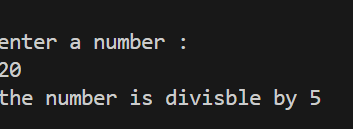 enter a number :
20
the number is divisble by 5